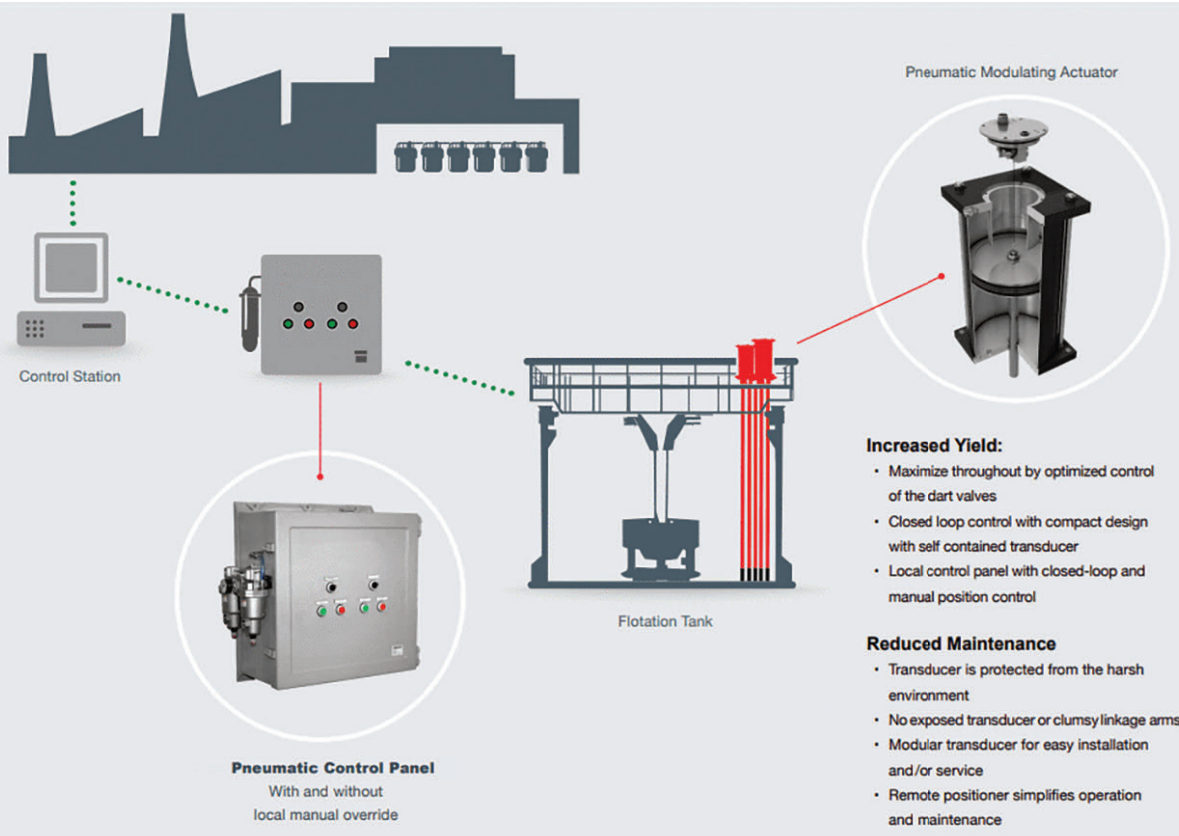 Pneumatic Modulating Actuator
Control Station
Increased Yield:
• Maximize throughout by optimized control
of the dart valves
• Closed loop control with compact design
with self contained transducer
• Local control panel with closed-loop and
manual position control
Flotation Tank
Reduced Maintenance
• Transducer is protected from the harsh
environment
• No exposed transducer or clumsy linkage arms
• Modular transducer for easy installation
and/or service
• Remote positioner simplifies operation
and maintenance
Pneumatic Control Panel
With and without
local manual override